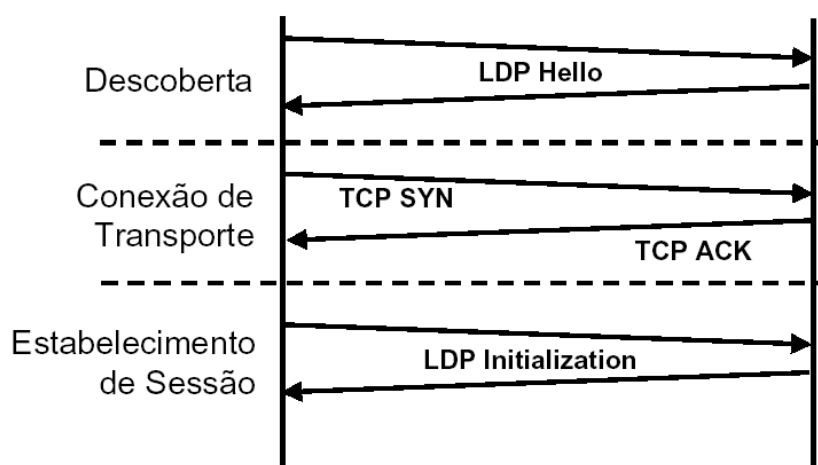 Descoberta
LDP Hello
Conexão de
Transporte
TCP SYN
TCP ACK
Estabelecimento
de Sessão
LDP Initialization